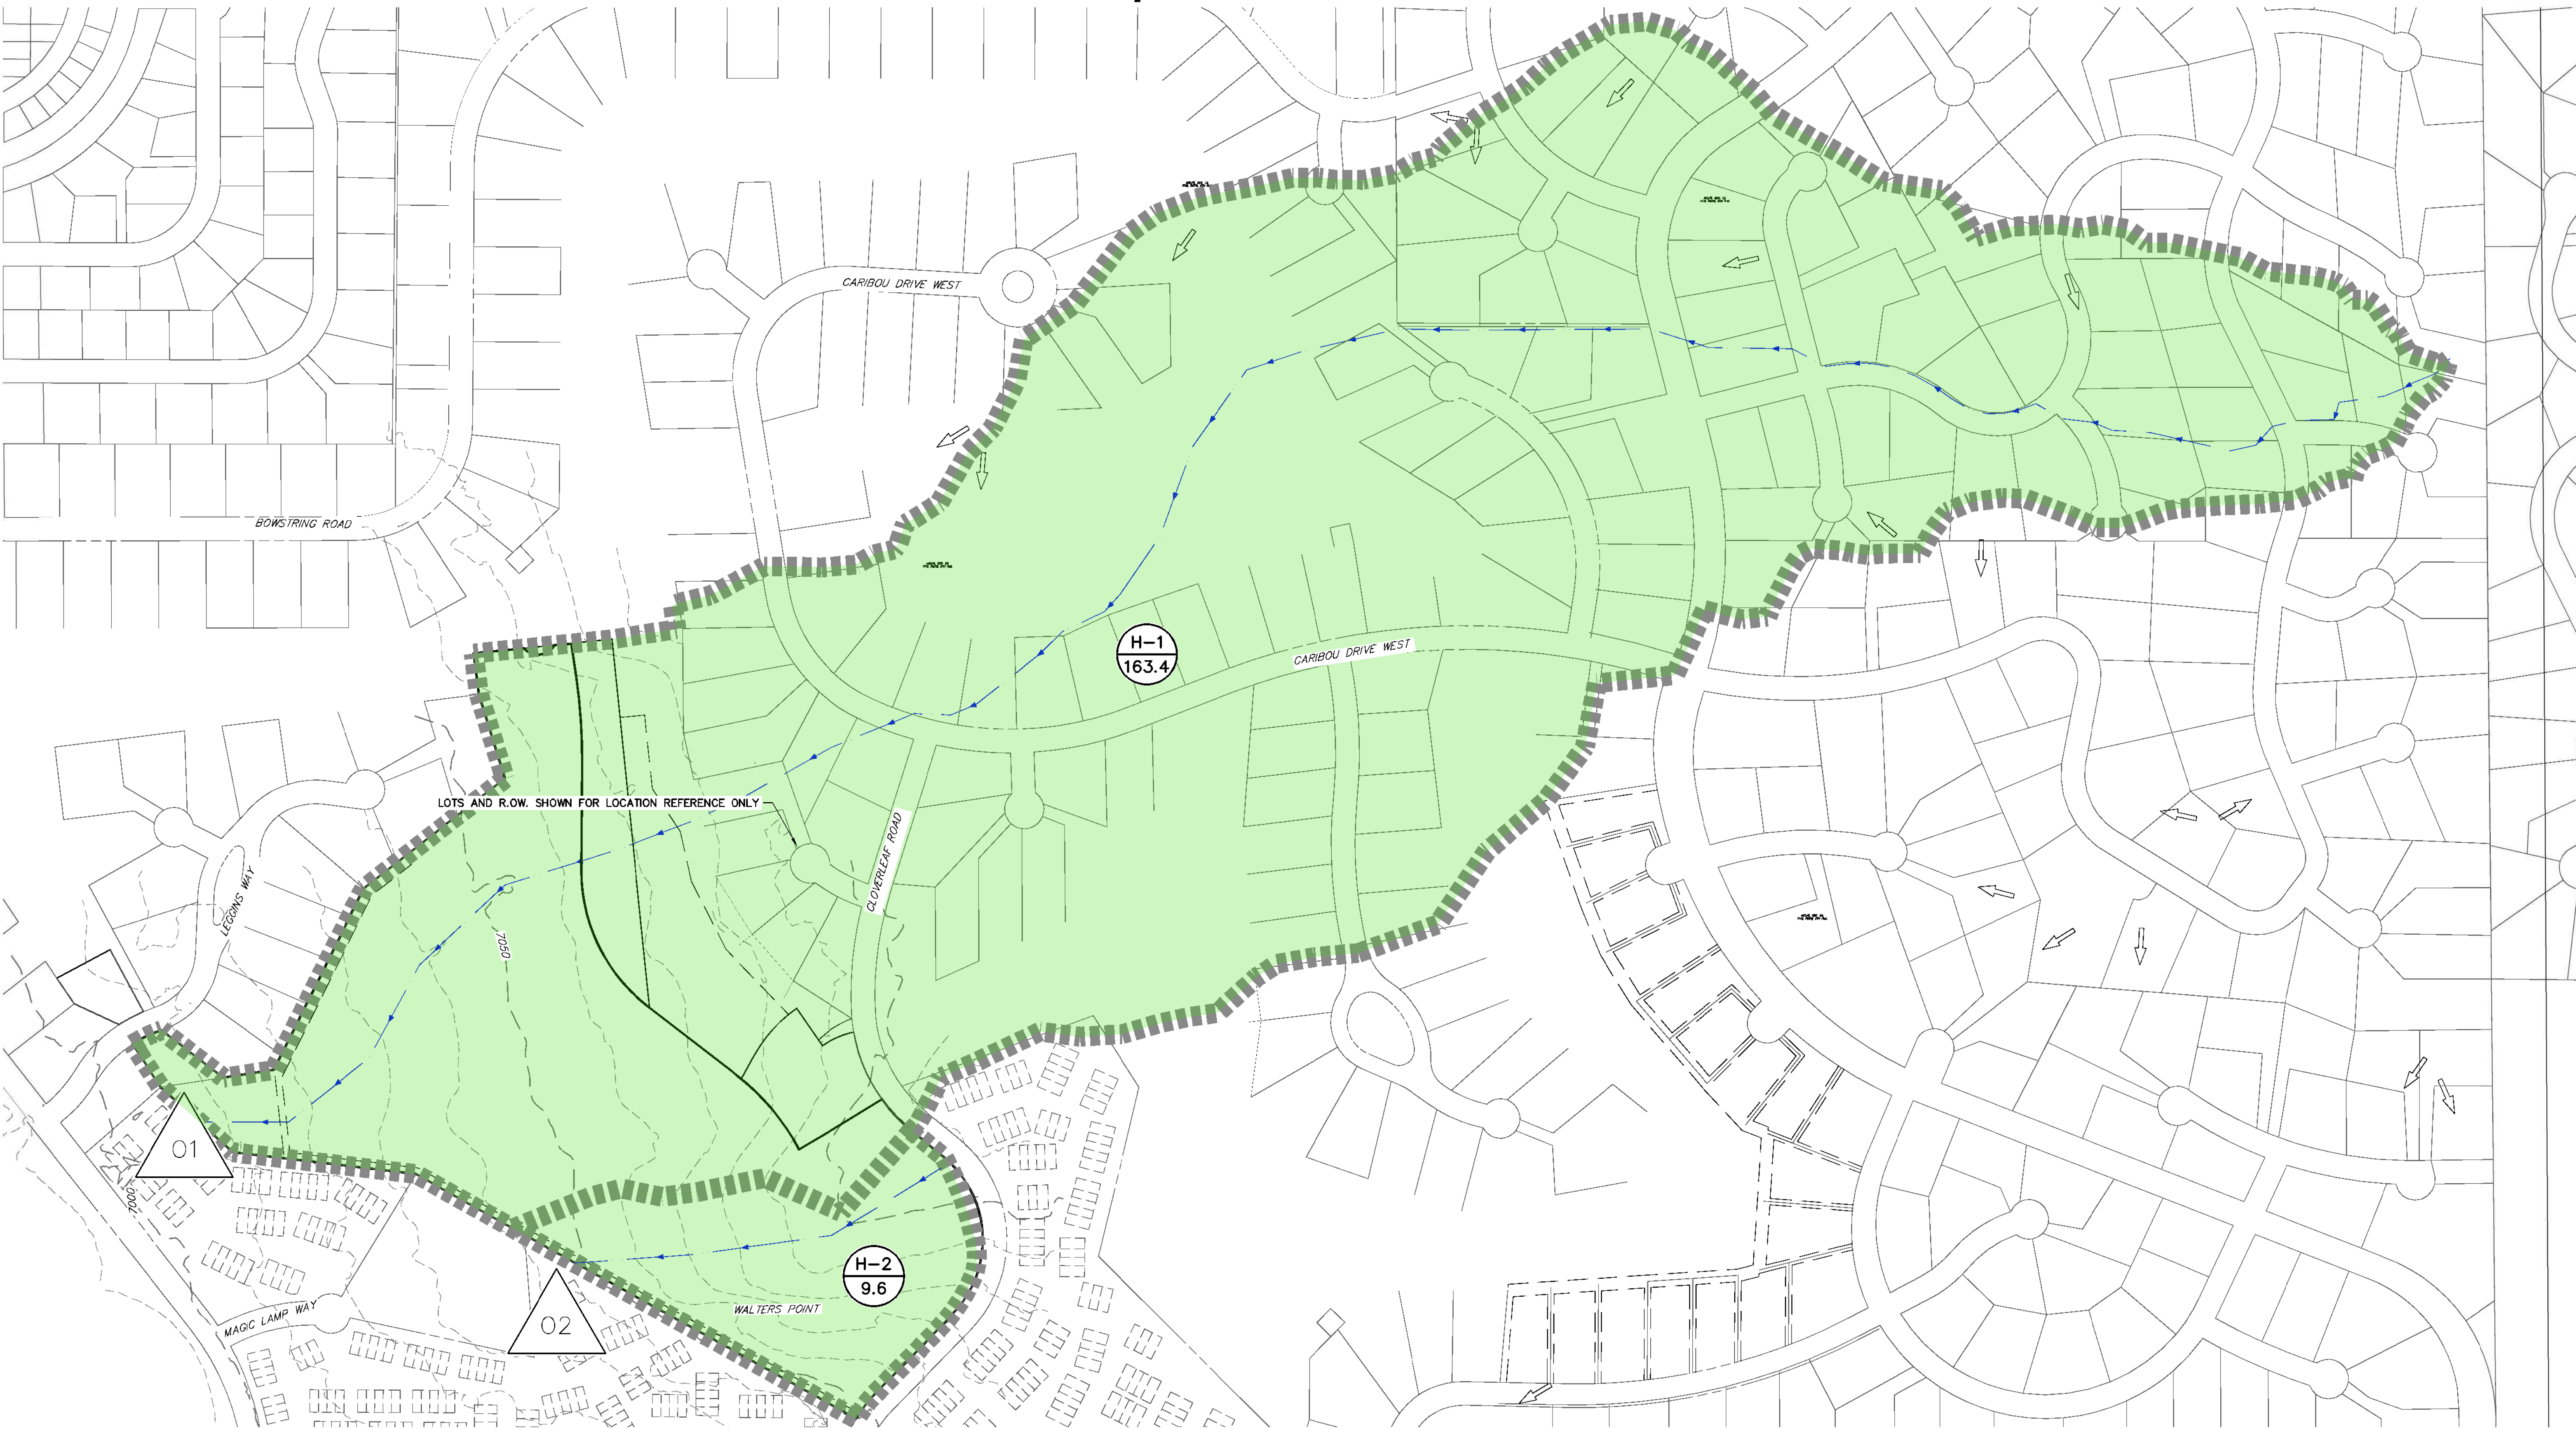 CARIBOU DRIVE WEST
BOWSTRING ROAD
H-1
163.4
CARIBOU DRIVE WEST
LOTS AND R.OW. SHOWN FOR LOCATION REFERENCE ONLY
CLOVERLEAF ROAD
LEGGINS WAY
7050
01
7000
H-2
9.6
WALTERS POINT
MAGIC LAMP WAY
02